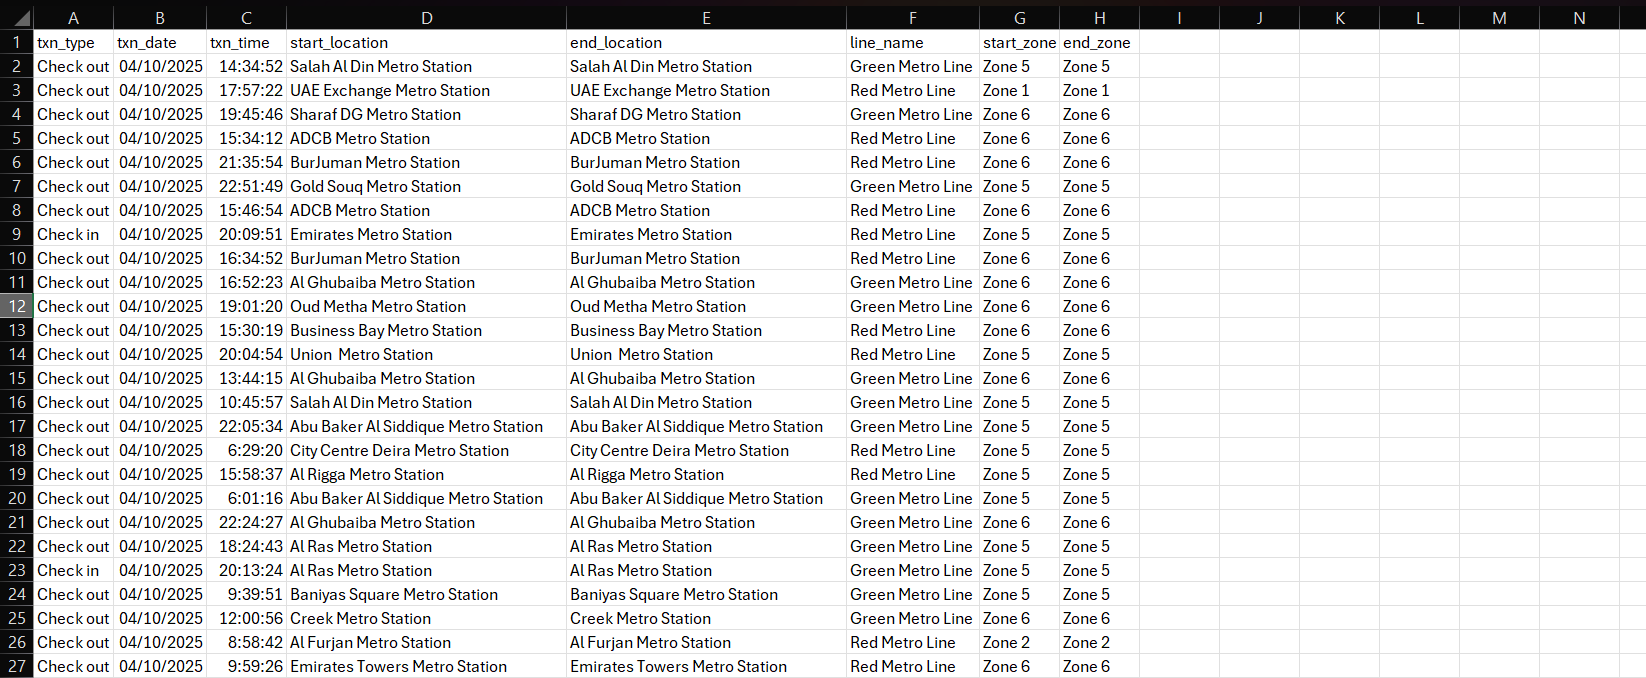 A B C D E F G H I J K L M N
1 txn_type txn_date txn_time start_location end_location line_name start_zone end_zone
2 Check out 04/10/2025 14:34:52 Salah Al Din Metro Station Salah Al Din Metro Station Green Metro Line Zone 5 Zone 5
3 Check out 04/10/2025 17:57:22 UAE Exchange Metro Station UAE Exchange Metro Station Red Metro Line Zone 1 Zone 1
4 Check out 04/10/2025 19:45:46 Sharaf DG Metro Station Sharaf DG Metro Station Green Metro Line Zone 6 Zone 6
5 Check out 04/10/2025 15:34:12 ADCB Metro Station ADCB Metro Station Red Metro Line Zone 6 Zone 6
6 Check out 04/10/2025 21:35:54 BurJuman Metro Station BurJuman Metro Station Red Metro Line Zone 6 Zone 6
7 Check out 04/10/2025 22:51:49 Gold Souq Metro Station Gold Souq Metro Station Green Metro Line Zone 5 Zone 5
8 Check out 04/10/2025 15:46:54 ADCB Metro Station ADCB Metro Station Red Metro Line Zone 6 Zone 6
9 Check in 04/10/2025 20:09:51 Emirates Metro Station Emirates Metro Station Red Metro Line Zone 5 Zone 5
10 Check out 04/10/2025 16:34:52 BurJuman Metro Station BurJuman Metro Station Red Metro Line Zone 6 Zone 6
11 Check out 04/10/2025 16:52:23 Al Ghubaiba Metro Station Al Ghubaiba Metro Station Green Metro Line Zone 6 Zone 6
12 Check out 04/10/2025 19:01:20 Oud Metha Metro Station Oud Metha Metro Station Green Metro Line Zone 6 Zone 6
13 Check out 04/10/2025 15:30:19 Business Bay Metro Station Business Bay Metro Station Red Metro Line Zone 6 Zone 6
14 Check out 04/10/2025 20:04:54 Union  Metro Station Union  Metro Station Red Metro Line Zone 5 Zone 5
15 Check out 04/10/2025 13:44:15 Al Ghubaiba Metro Station Al Ghubaiba Metro Station Green Metro Line Zone 6 Zone 6
16 Check out 04/10/2025 10:45:57 Salah Al Din Metro Station Salah Al Din Metro Station Green Metro Line Zone 5 Zone 5
17 Check out 04/10/2025 22:05:34 Abu Baker Al Siddique Metro Station Abu Baker Al Siddique Metro Station Green Metro Line Zone 5 Zone 5
18 Check out 04/10/2025 6:29:20 City Centre Deira Metro Station City Centre Deira Metro Station Red Metro Line Zone 5 Zone 5
19 Check out 04/10/2025 15:58:37 Al Rigga Metro Station Al Rigga Metro Station Red Metro Line Zone 5 Zone 5
20 Check out 04/10/2025 6:01:16 Abu Baker Al Siddique Metro Station Abu Baker Al Siddique Metro Station Green Metro Line Zone 5 Zone 5
21 Check out 04/10/2025 22:24:27 Al Ghubaiba Metro Station Al Ghubaiba Metro Station Green Metro Line Zone 6 Zone 6
22 Check out 04/10/2025 18:24:43 Al Ras Metro Station Al Ras Metro Station Green Metro Line Zone 5 Zone 5
23 Check in 04/10/2025 20:13:24 Al Ras Metro Station Al Ras Metro Station Green Metro Line Zone 5 Zone 5
24 Check out 04/10/2025 9:39:51 Baniyas Square Metro Station Baniyas Square Metro Station Green Metro Line Zone 5 Zone 5
25 Check out 04/10/2025 12:00:56 Creek Metro Station Creek Metro Station Green Metro Line Zone 6 Zone 6
26 Check out 04/10/2025 8:58:42 Al Furjan Metro Station Al Furjan Metro Station Red Metro Line Zone 2 Zone 2
27 Check out 04/10/2025 9:59:26 Emirates Towers Metro Station Emirates Towers Metro Station Red Metro Line Zone 6 Zone 6